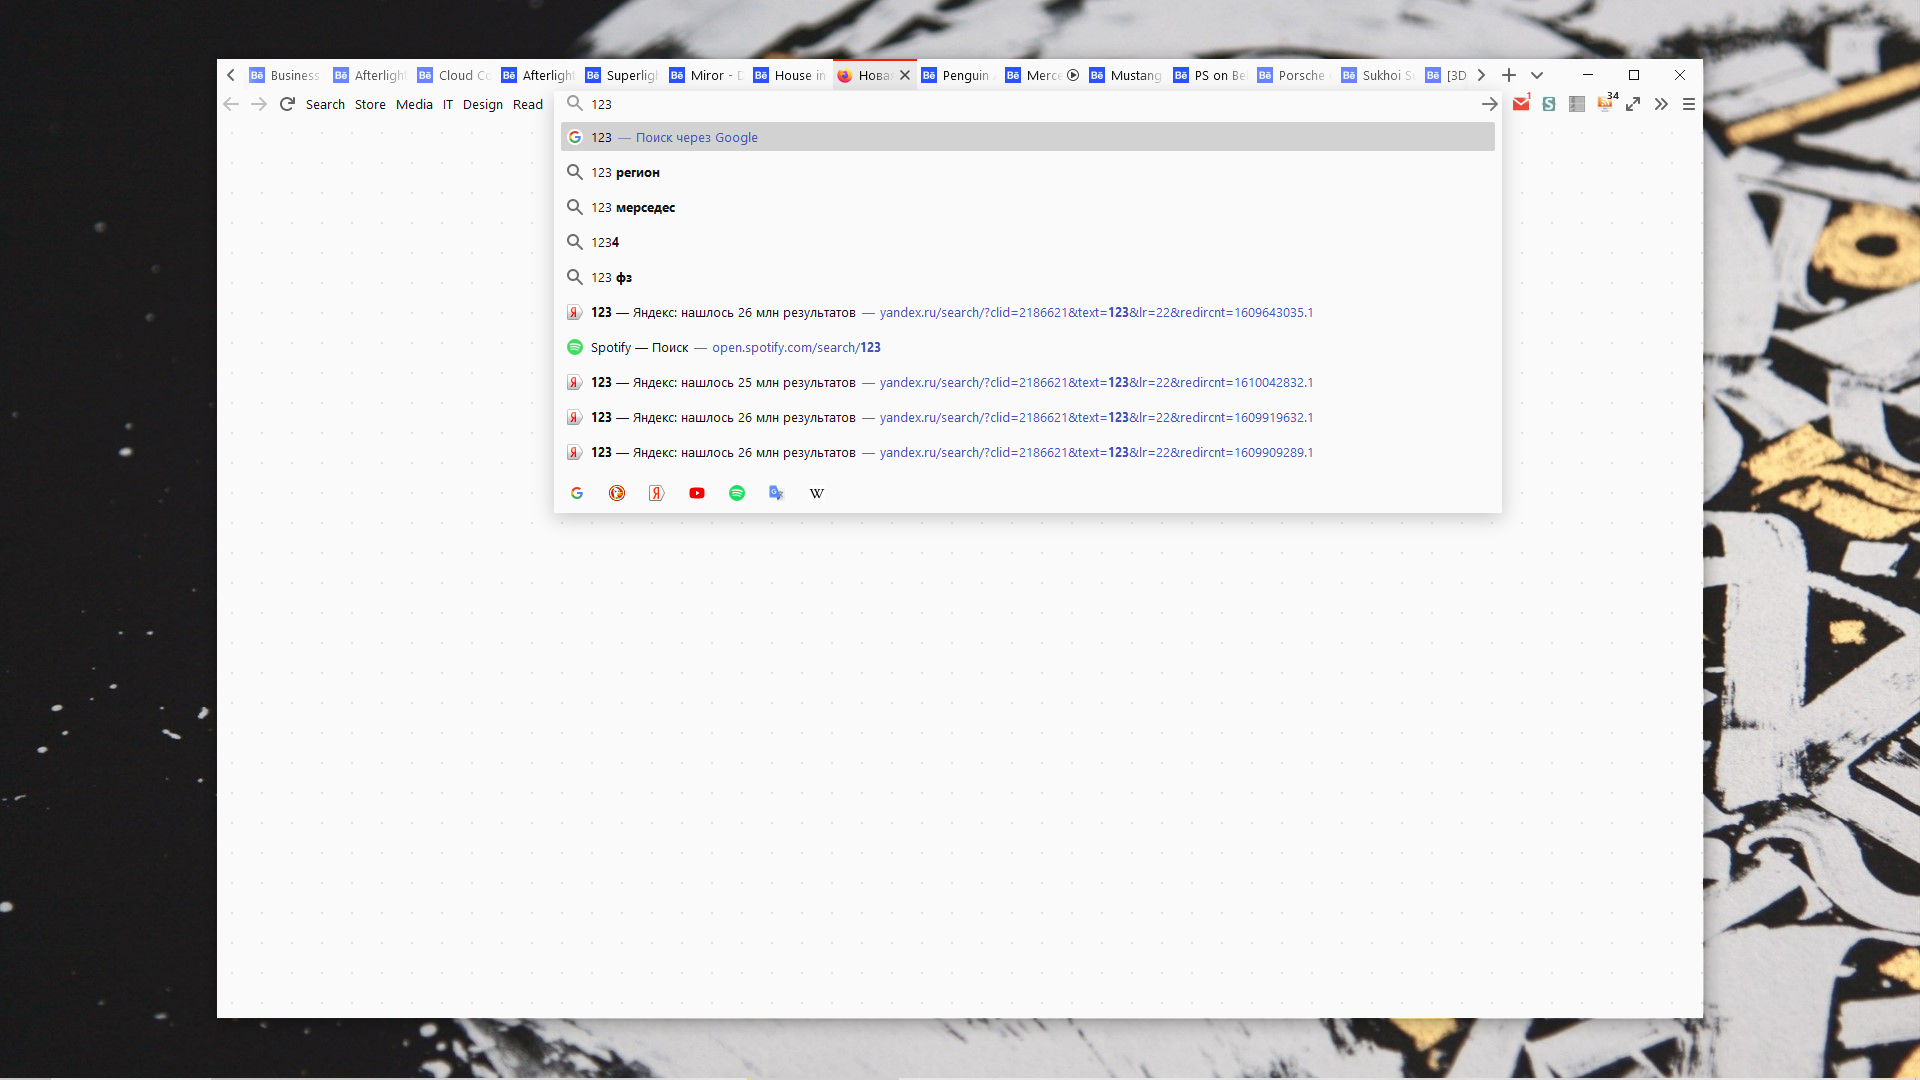 Business Afterlight Cloud Co Afterlight Superligh Miror - D House in Новая Penguin Merce Mustang PS on Be Porsche Sukhoi S [3D
Search Store Media IT Design Read 123 1 34
123 — Поиск через Google
123 регион
123 мерседес
1234
123 фз
123 — Яндекс: нашлось 26 млн результатов — yandex.ru/search/?clid=2186621&text=123&lr=22&redircnt=1609643035.1
Spotify — Поиск — open.spotify.com/search/123
123 — Яндекс: нашлось 25 млн результатов — yandex.ru/search/?clid=2186621&text=123&lr=22&redircnt=1610042832.1
123 — Яндекс: нашлось 26 млн результатов — yandex.ru/search/?clid=2186621&text=123&lr=22&redircnt=1609919632.1
123 — Яндекс: нашлось 26 млн результатов — yandex.ru/search/?clid=2186621&text=123&lr=22&redircnt=1609909289.1